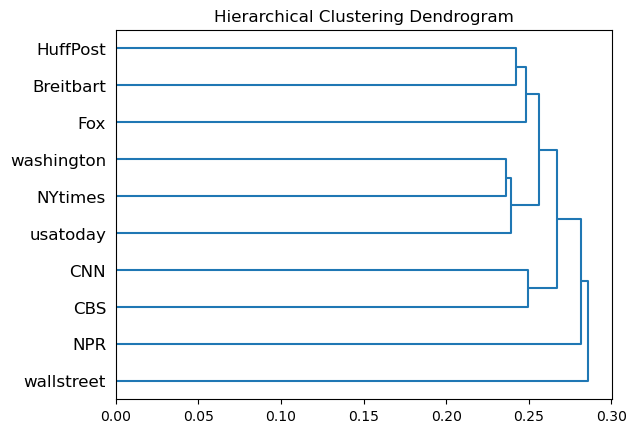 Hierarchical Clustering Dendrogram
HuffPost
Breitbart
Fox
washington
NYtimes
usatoday
CNN
CBS
NPR
wallstreet
0.00 0.05 0.10 0.15 0.20 0.25 0.30